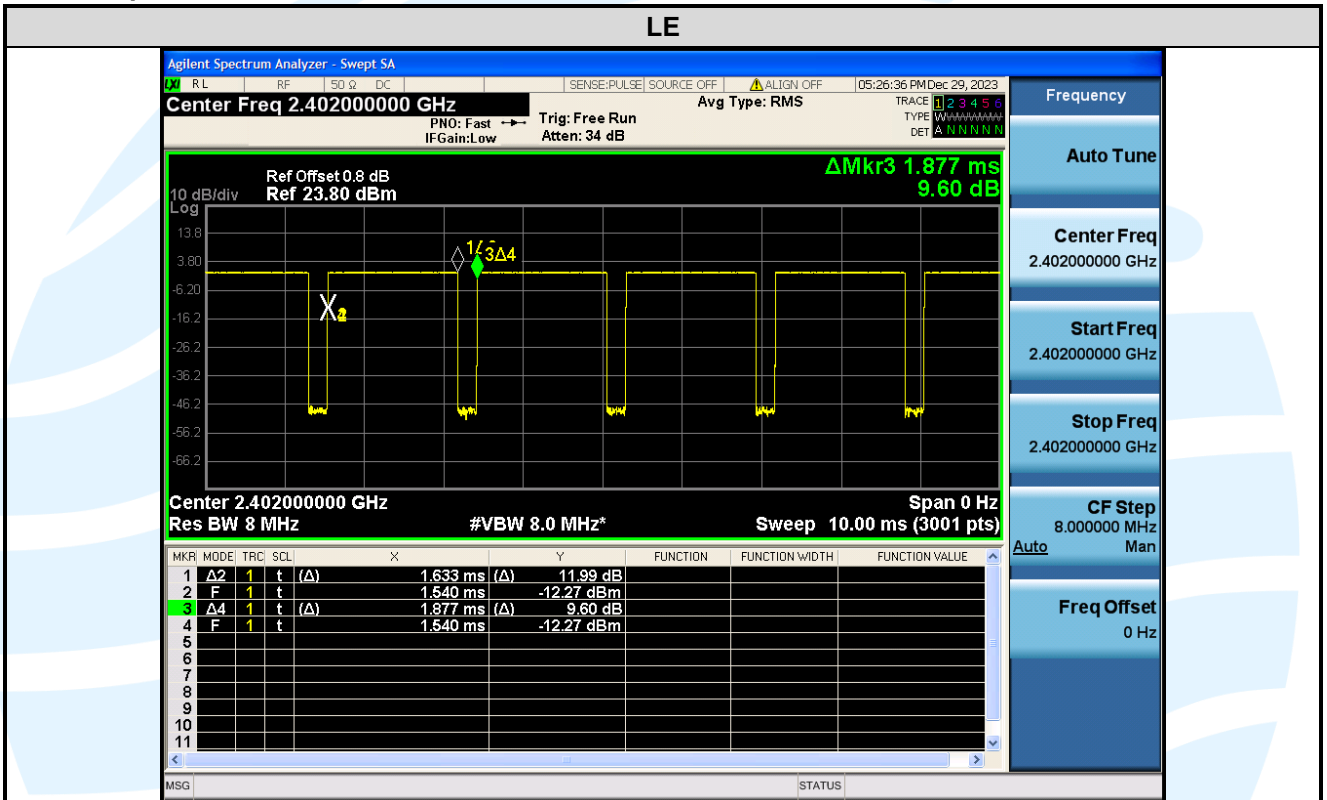 LE
Agilent Spectrum Analyzer - Swept SA
LXI RL RF 50 Ω DC SENSE:PULSE SOURCE OFF ALIGN OFF 05:26:36 PM Dec 29, 2023
Center Freq 2.402000000 GHz Avg Type: RMS TRACE 1 2 3 4 5 6
PNO: Fast Trig: Free Run TYPE W
IFGain:Low Atten: 34 dB DET A N N N N N
ΔMkr3 1.877 ms
9.60 dB
Ref Offset 0.8 dB
10 dB/div Ref 23.80 dBm
Log
13.8
3.80
-6.20
-16.2
-26.2
-36.2
-46.2
-56.2
-66.2
3Δ4
Center 2.402000000 GHz Span 0 Hz
Res BW 8 MHz #VBW 8.0 MHz* Sweep 10.00 ms (3001 pts)
MKR MODE TRC SCL X Y FUNCTION FUNCTION WIDTH FUNCTION VALUE
1 Δ2 1 t (Δ) 1.633 ms (Δ) 11.99 dB
2 F 1 t 1.540 ms -12.27 dBm
3 Δ4 1 t (Δ) 1.877 ms (Δ) 9.60 dB
4 F 1 t 1.540 ms -12.27 dBm
5
6
7
8
9
10
11
MSG STATUS
Frequency
Auto Tune
Center Freq
2.402000000 GHz
Start Freq
2.402000000 GHz
Stop Freq
2.402000000 GHz
CF Step
8.000000 MHz
Auto Man
Freq Offset
0 Hz